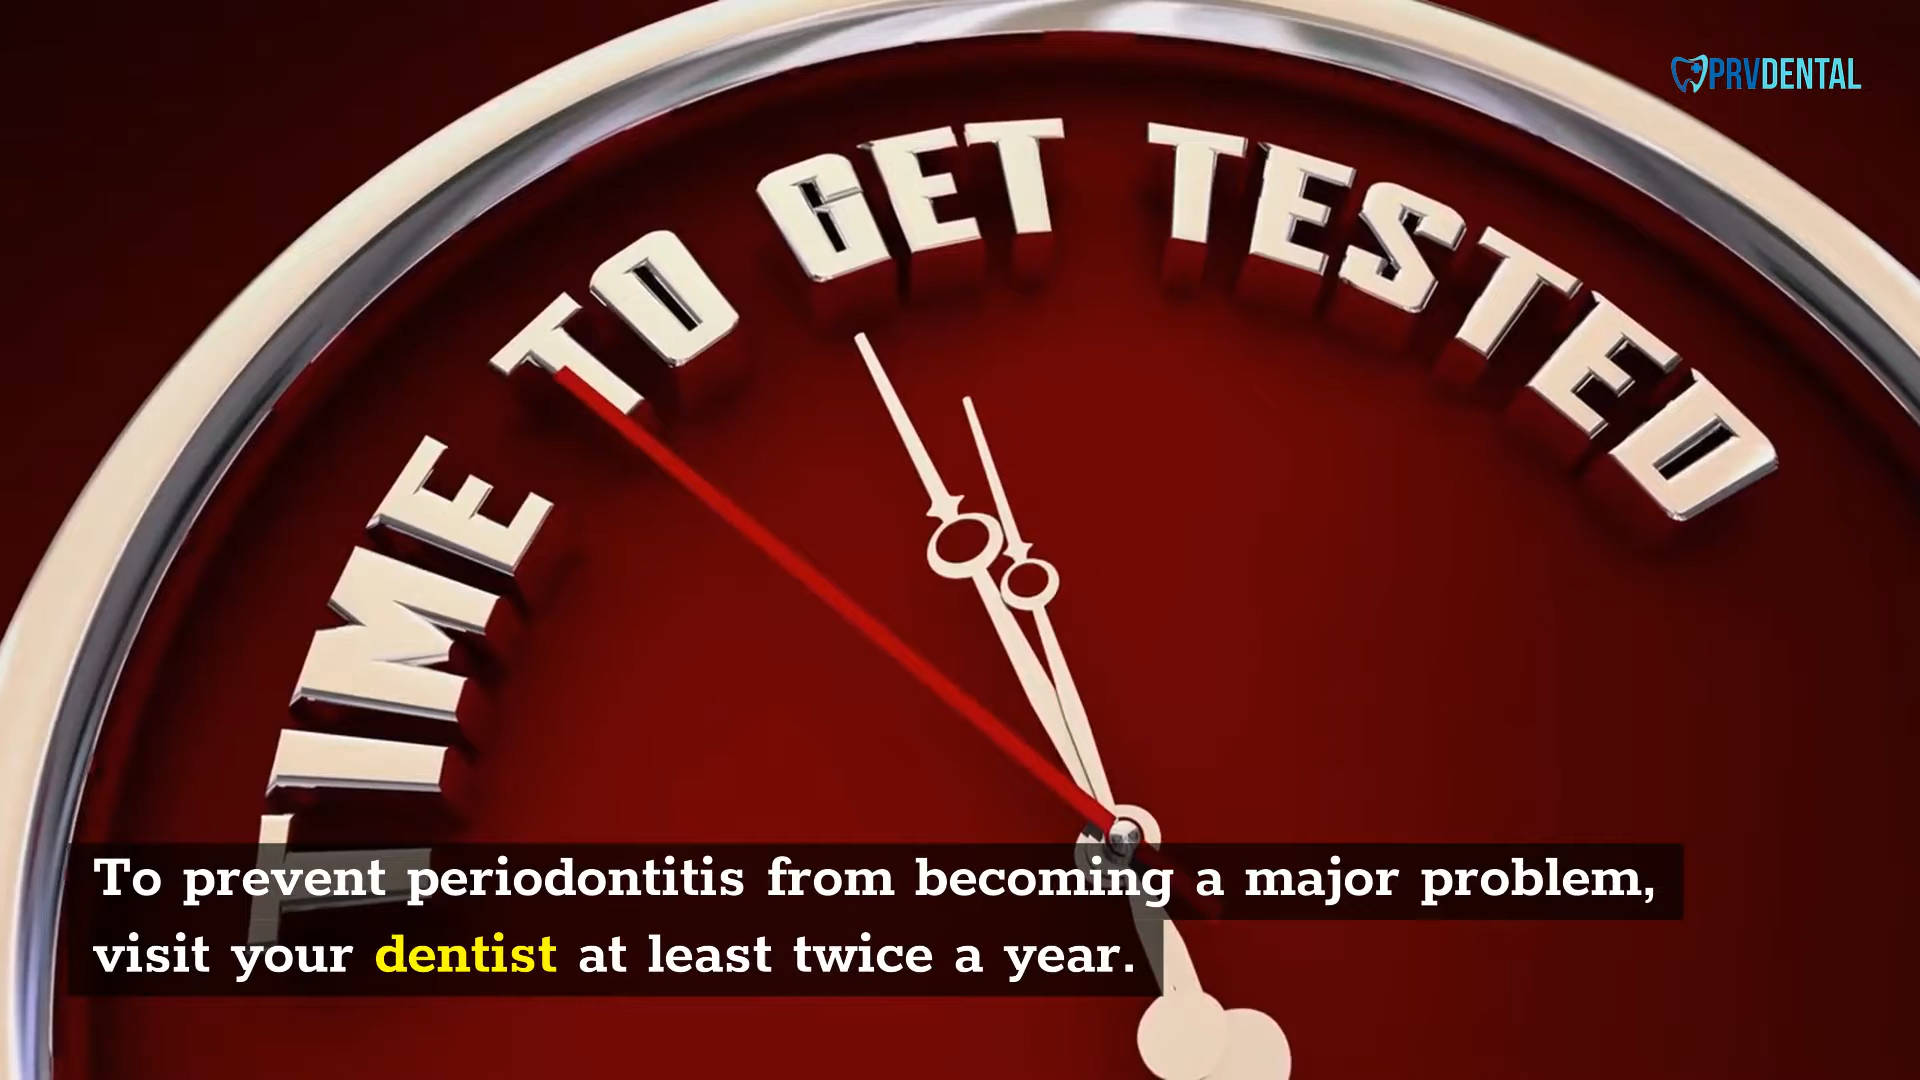 PRVDENTAL
TIME TO GET TESTED
To prevent periodontitis from becoming a major problem,
visit your dentist at least twice a year.